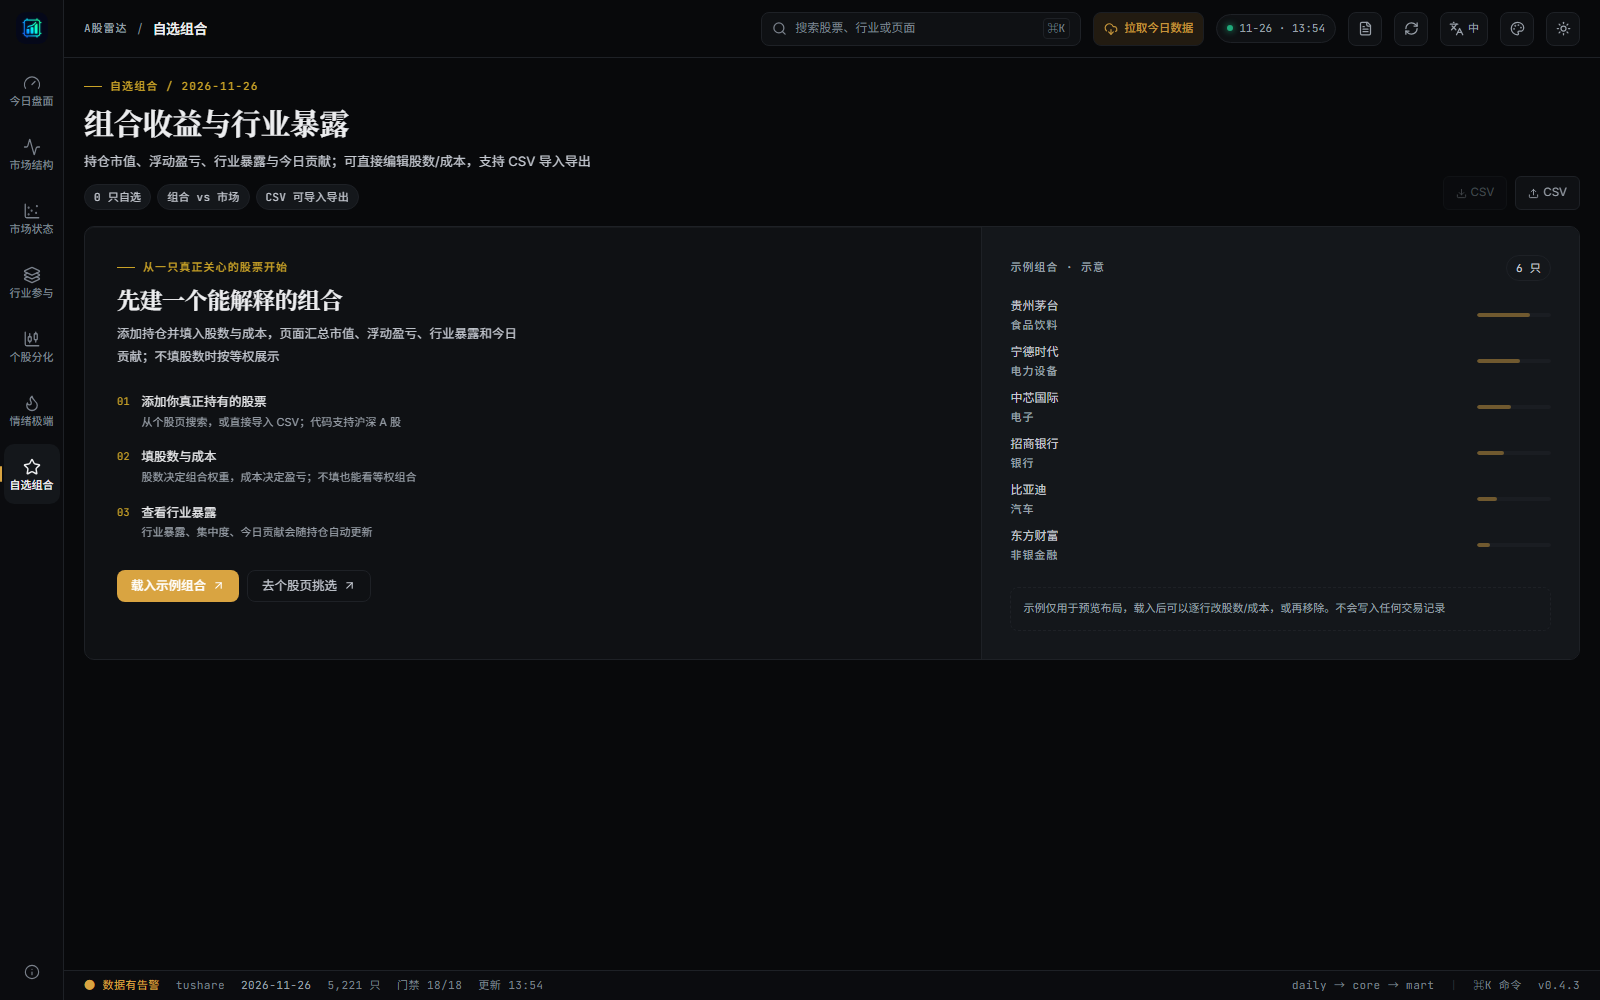 A股雷达 / 自选组合
搜索股票、行业或页面 ⌘K
拉取今日数据
11-26 · 13:54
中
今日盘面
市场结构
市场状态
行业参与
个股分化
情绪极端
自选组合
自选组合 / 2026-11-26
组合收益与行业暴露
持仓市值、浮动盈亏、行业暴露与今日贡献；可直接编辑股数/成本，支持 CSV 导入导出
0 只自选 组合 vs 市场 CSV 可导入导出
CSV CSV
从一只真正关心的股票开始
先建一个能解释的组合
添加持仓并填入股数与成本，页面汇总市值、浮动盈亏、行业暴露和今日
贡献；不填股数时按等权展示
01 添加你真正持有的股票
从个股页搜索，或直接导入 CSV；代码支持沪深 A 股
02 填股数与成本
股数决定组合权重，成本决定盈亏；不填也能看等权组合
03 查看行业暴露
行业暴露、集中度、今日贡献会随持仓自动更新
载入示例组合 去个股页挑选
示例组合 · 示意 6 只
贵州茅台
食品饮料
宁德时代
电力设备
中芯国际
电子
招商银行
银行
比亚迪
汽车
东方财富
非银金融
示例仅用于预览布局，载入后可以逐行改股数/成本，或再移除。不会写入任何交易记录
数据有告警 tushare 2026-11-26 5,221 只 门禁 18/18 更新 13:54
daily → core → mart ⌘K 命令 v0.4.3